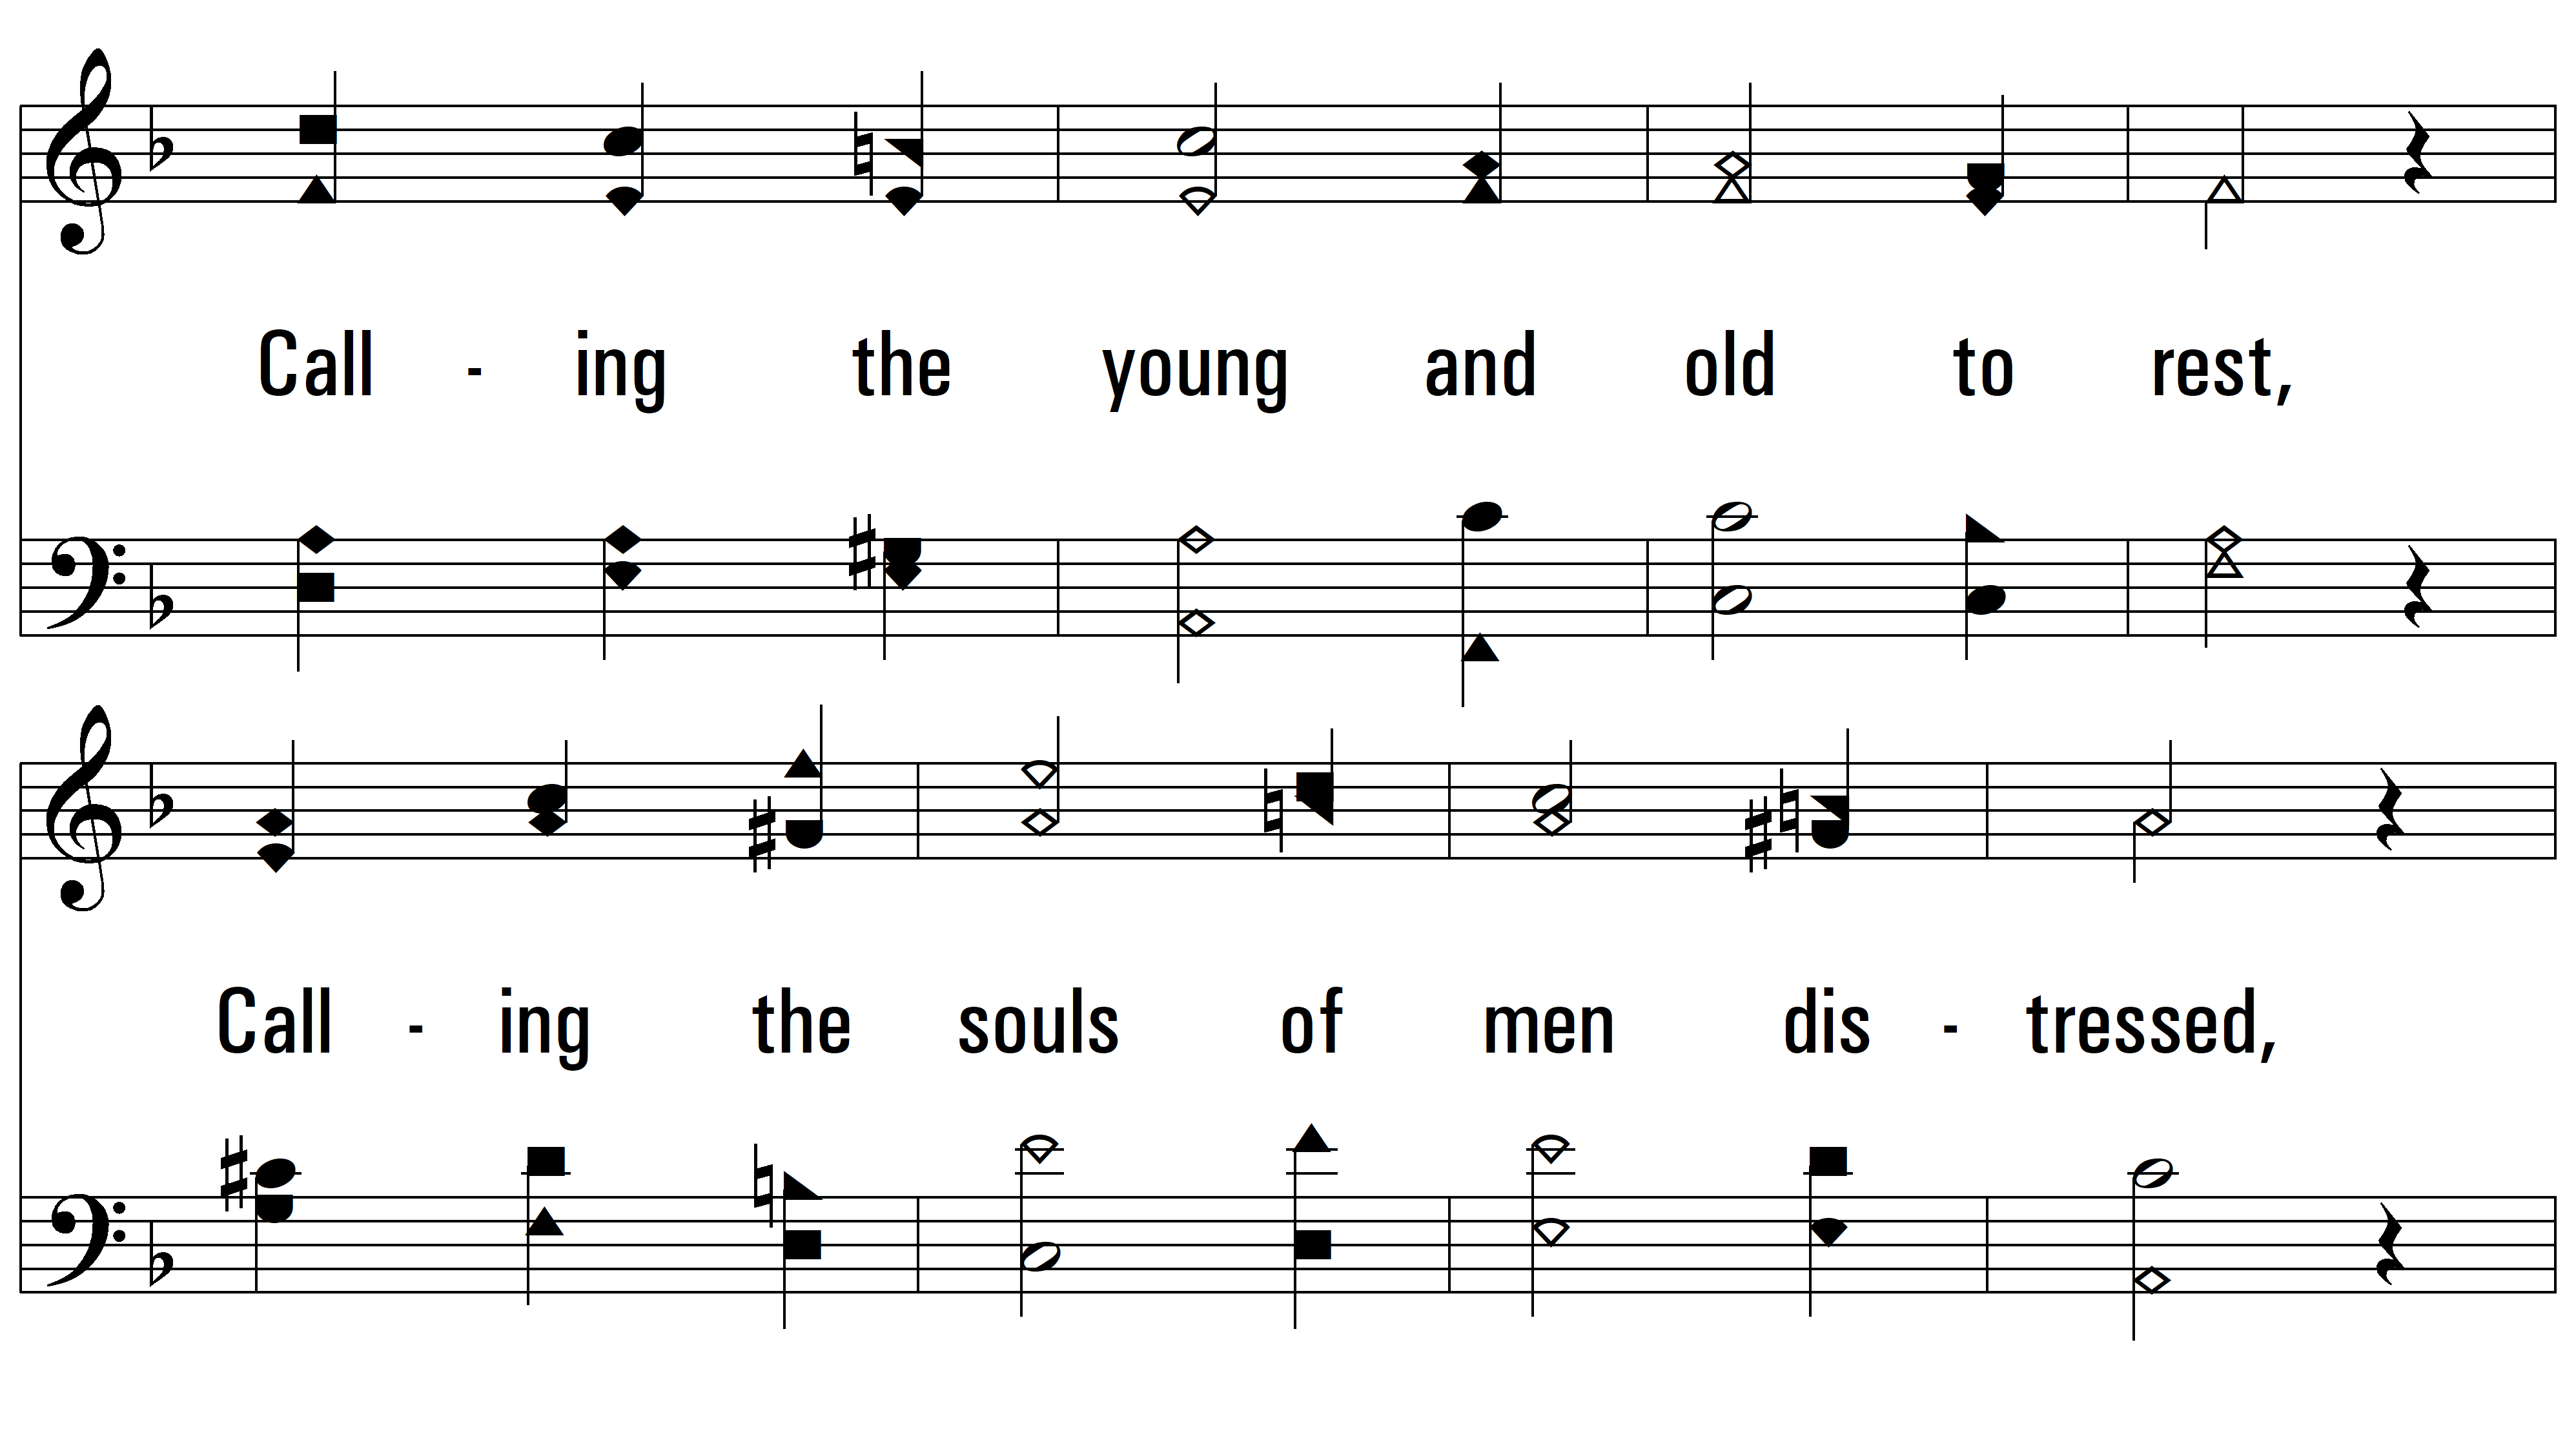 Call - ing the young and old to rest,
Call - ing the souls of men dis - tressed,